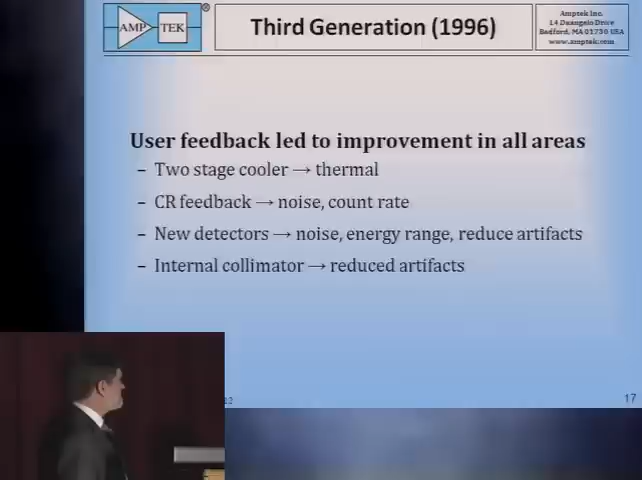 AMP TEK
®
Third Generation (1996)
Amptek Inc.
14 DeAngelo Drive
Bedford, MA 01730 USA
www.amptek.com
User feedback led to improvement in all areas
– Two stage cooler → thermal
– CR feedback → noise, count rate
– New detectors → noise, energy range, reduce artifacts
– Internal collimator → reduced artifacts
12
17